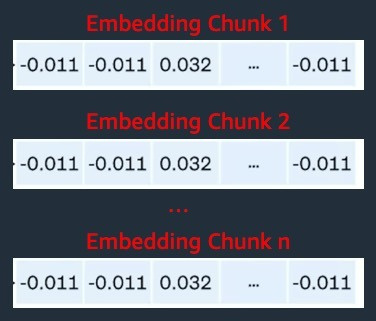 Embedding Chunk 1
-0.011 -0.011 0.032 ... -0.011
Embedding Chunk 2
-0.011 -0.011 0.032 ... -0.011
...
Embedding Chunk n
-0.011 -0.011 0.032 ... -0.011